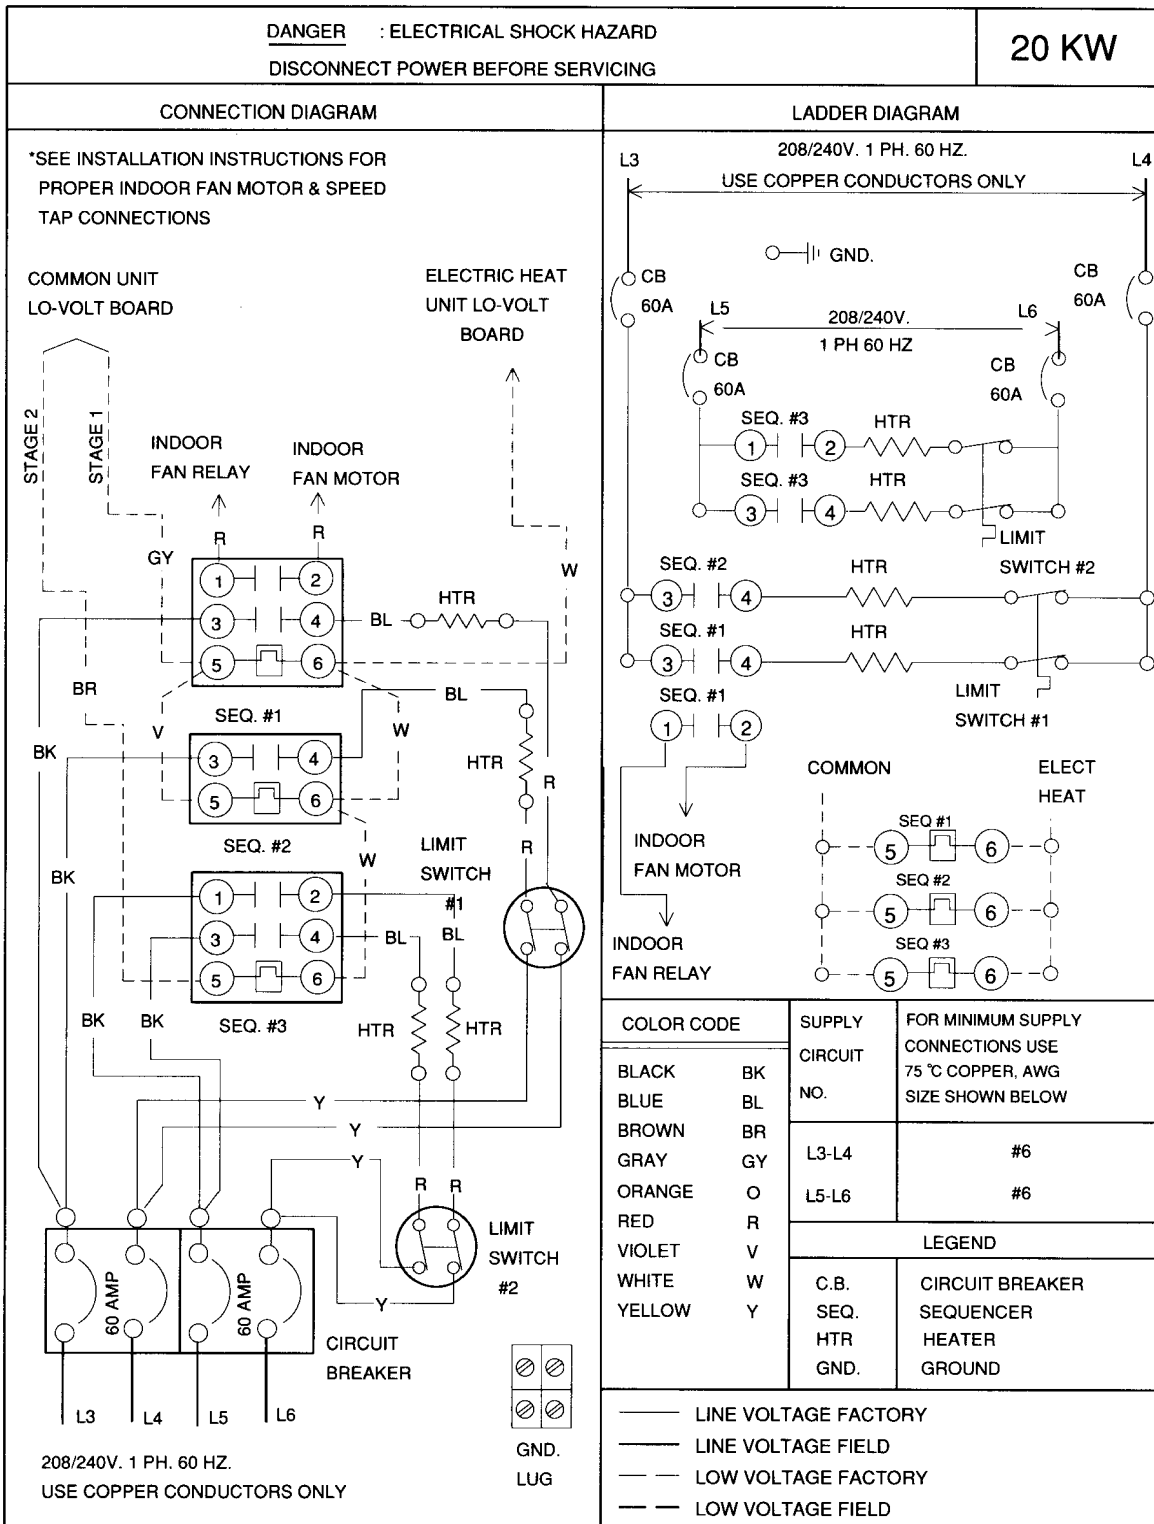 DANGER : ELECTRICAL SHOCK HAZARD
DISCONNECT POWER BEFORE SERVICING
20 KW
CONNECTION DIAGRAM
*SEE INSTALLATION INSTRUCTIONS FOR
PROPER INDOOR FAN MOTOR & SPEED
TAP CONNECTIONS
COMMON UNIT
LO-VOLT BOARD
ELECTRIC HEAT
UNIT LO-VOLT
BOARD
STAGE 2
STAGE 1
INDOOR
FAN RELAY
INDOOR
FAN MOTOR
R
R
GY
W
1
2
3
4
BL
HTR
5
6
BR
SEQ. #1
BL
V
W
BK
3
4
HTR
R
5
6
SEQ. #2
W
R
LIMIT
SWITCH
#1
BK
1
2
3
4
BL
BL
5
6
SEQ. #3
BK
BK
HTR
HTR
Y
Y
Y
R
R
LIMIT
SWITCH
#2
Y
60 AMP
60 AMP
CIRCUIT
BREAKER
L3
L4
L5
L6
GND.
LUG
208/240V. 1 PH. 60 HZ.
USE COPPER CONDUCTORS ONLY
LADDER DIAGRAM
L3
208/240V. 1 PH. 60 HZ.
L4
USE COPPER CONDUCTORS ONLY
GND.
CB
60A
CB
60A
L5
208/240V.
L6
1 PH 60 HZ
CB
60A
CB
60A
SEQ. #3
HTR
1
2
SEQ. #3
HTR
3
4
LIMIT
SWITCH #2
SEQ. #2
HTR
3
4
SEQ. #1
HTR
3
4
SEQ. #1
LIMIT
SWITCH #1
1
2
INDOOR
FAN MOTOR
INDOOR
FAN RELAY
COMMON
ELECT
HEAT
SEQ #1
5
6
SEQ #2
5
6
SEQ #3
5
6
COLOR CODE
BLACK BK
BLUE BL
BROWN BR
GRAY GY
ORANGE O
RED R
VIOLET V
WHITE W
YELLOW Y
SUPPLY
CIRCUIT
NO.
FOR MINIMUM SUPPLY
CONNECTIONS USE
75 °C COPPER, AWG
SIZE SHOWN BELOW
L3-L4 #6
L5-L6 #6
LEGEND
C.B. CIRCUIT BREAKER
SEQ. SEQUENCER
HTR HEATER
GND. GROUND
LINE VOLTAGE FACTORY
LINE VOLTAGE FIELD
LOW VOLTAGE FACTORY
LOW VOLTAGE FIELD